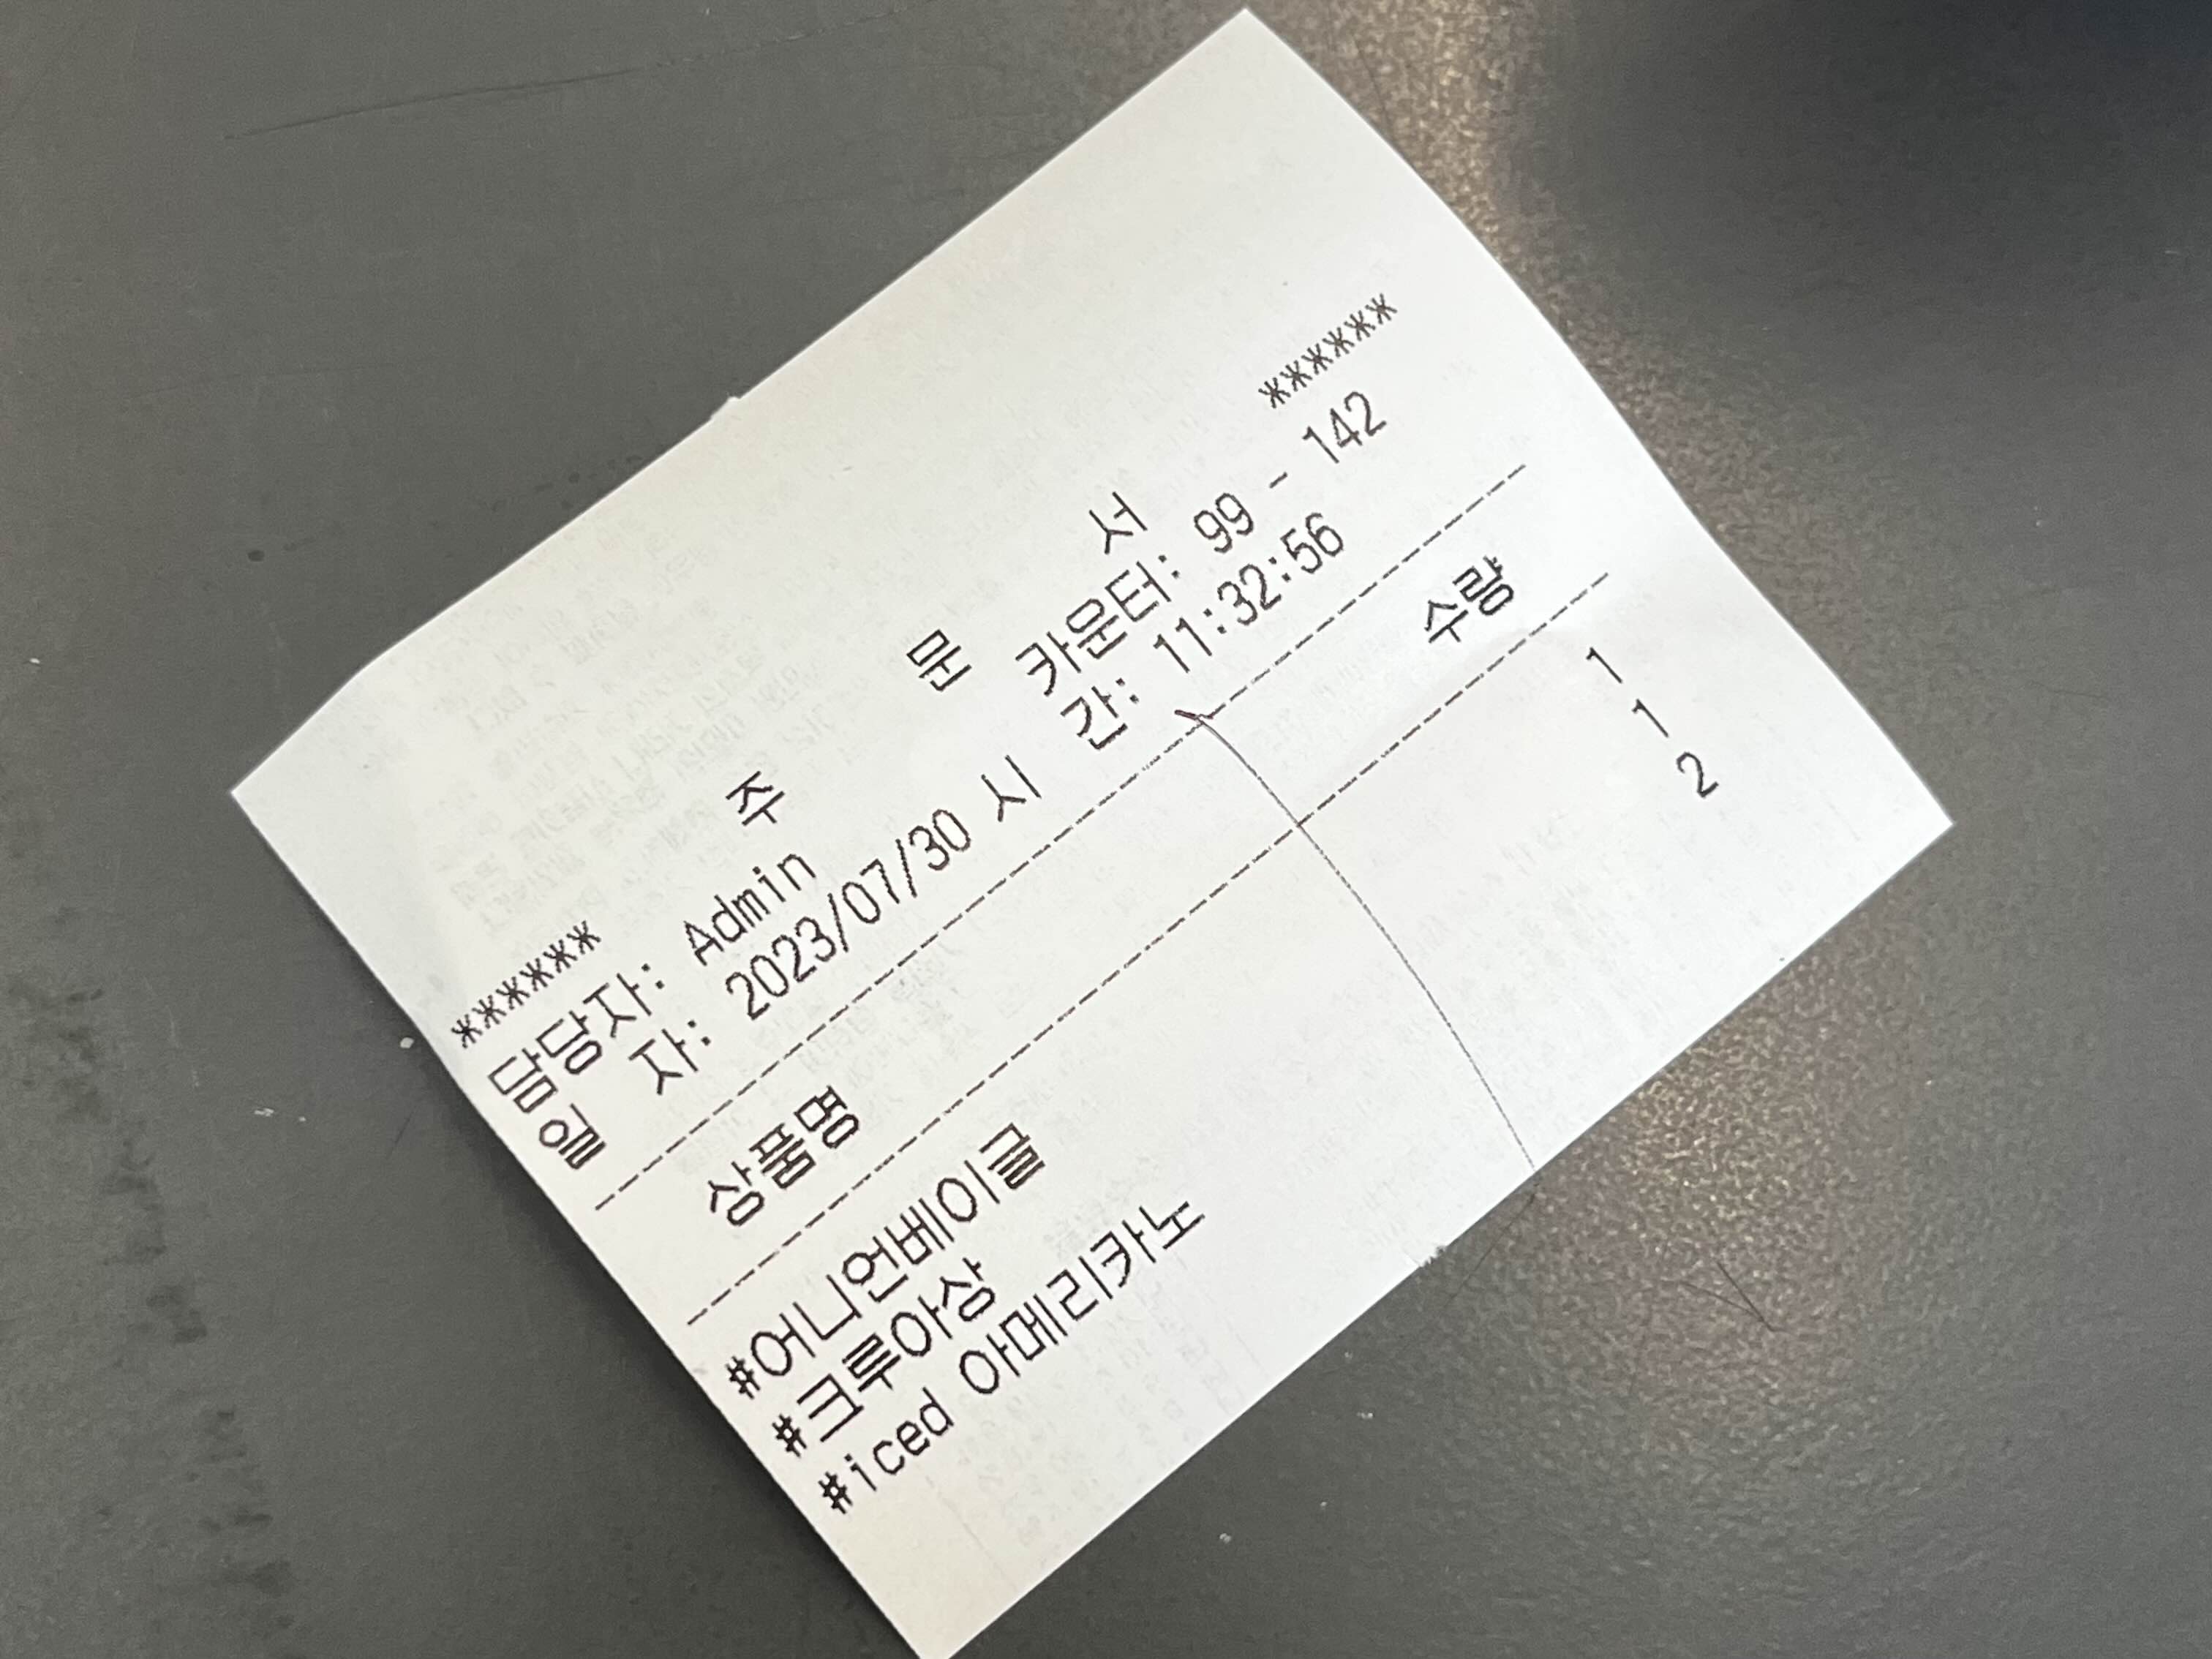 ****** 주 문 서 ******
담당자: Admin 카운터: 99 - 142
일 자: 2023/07/30 시 간: 11:32:56
상품명 수량
#어니언베이글 1
#크루아상 1
#iced 아메리카노 2